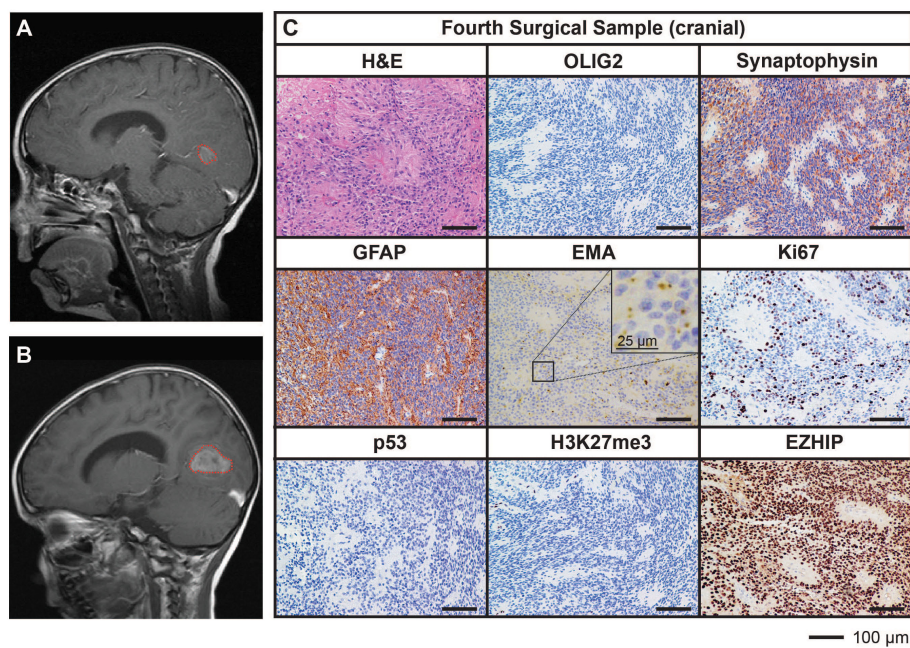 A
B
C
Fourth Surgical Sample (cranial)
H&E
OLIG2
Synaptophysin
GFAP
EMA
Ki67
25 µm
p53
H3K27me3
EZHIP
100 µm